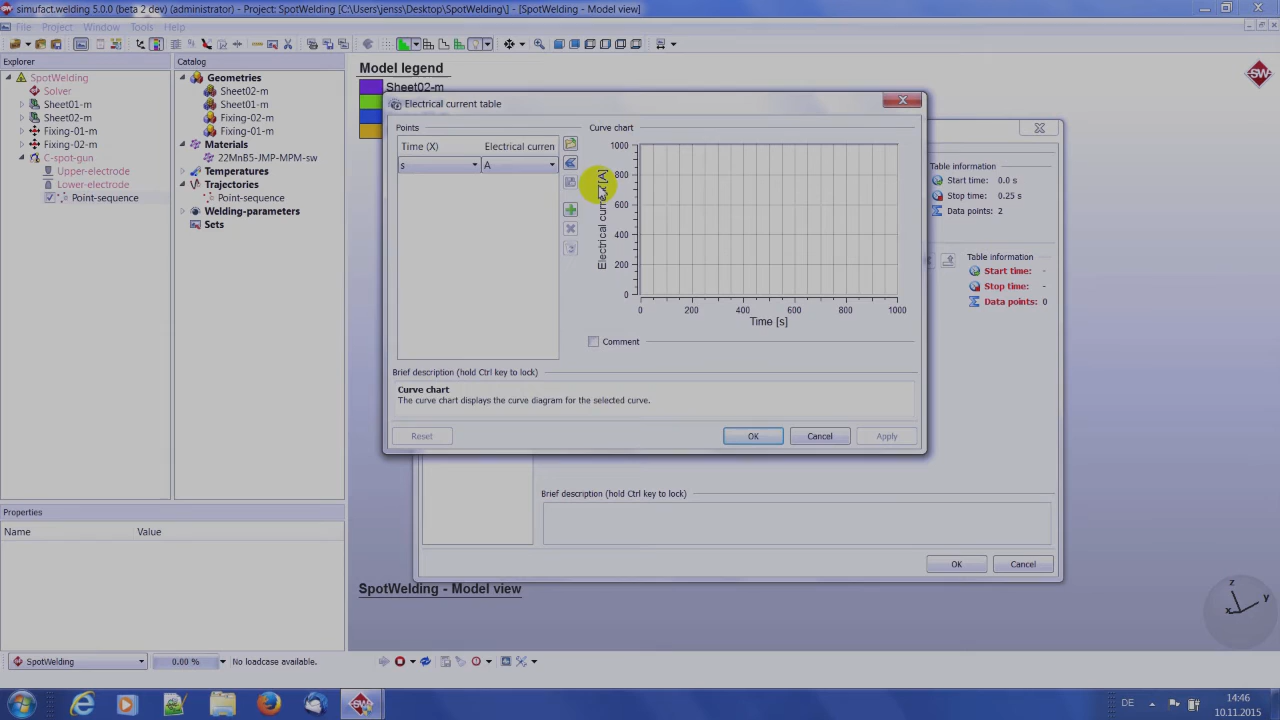 simufact.welding 5.0.0 (beta 2 dev) (administrator) - Project: SpotWelding [C:\Users\jenss\Desktop\SpotWelding\] - [SpotWelding - Model view]
File Project Window Tools Help
Explorer
SpotWelding
Solver
Sheet01-m
Sheet02-m
Fixing-01-m
Fixing-02-m
C-spot-gun
Upper-electrode
Lower-electrode
Point-sequence
Catalog
Geometries
Sheet02-m
Sheet01-m
Fixing-02-m
Fixing-01-m
Materials
22MnB5-JMP-MPM-sw
Temperatures
Trajectories
Point-sequence
Welding-parameters
Sets
Model legend
Sheet02-m
Electrical current table
Points
Time (X) Electrical curren
s A
Curve chart
1000
800
600
400
200
0
Electrical current [A]
0 200 400 600 800 1000
Time [s]
Comment
Brief description (hold Ctrl key to lock)
Curve chart
The curve chart displays the curve diagram for the selected curve.
Reset OK Cancel Apply
Table information
Start time: 0.0 s
Stop time: 0.25 s
Data points: 2
Table information
Start time: -
Stop time: -
Data points: 0
Brief description (hold Ctrl key to lock)
OK Cancel
Properties
Name Value
SpotWelding - Model view
z
y
x
SpotWelding 0.00 % No loadcase available.
DE 14:46
10.11.2015